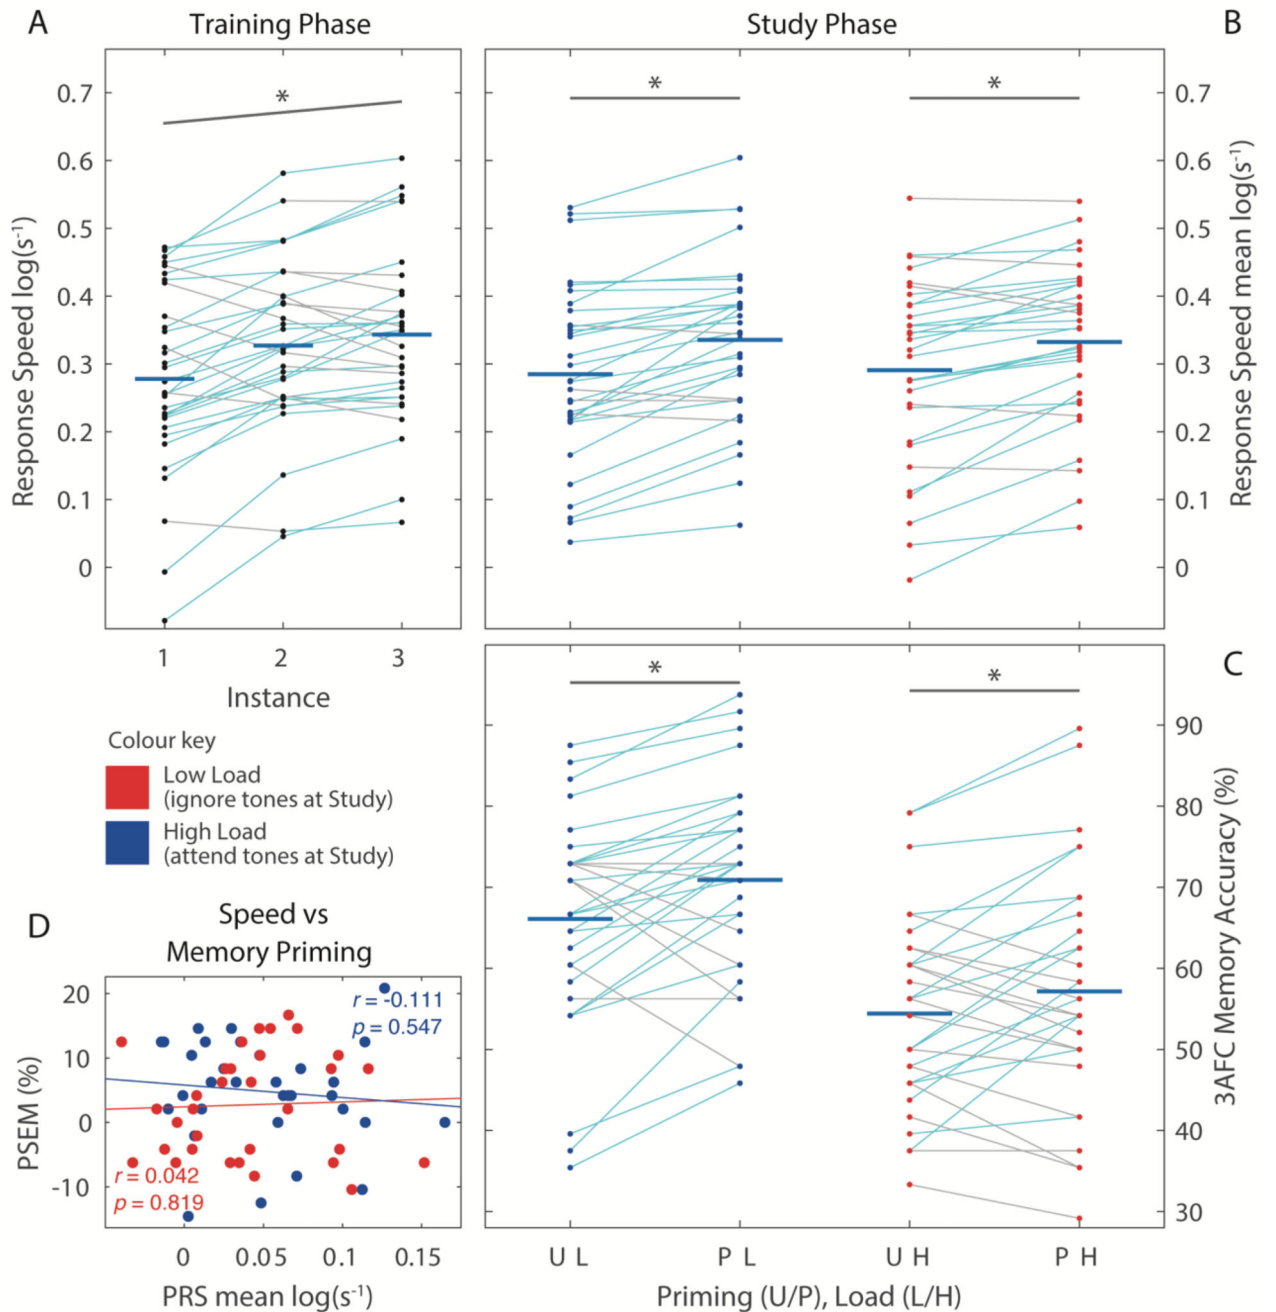 A
Training Phase
Study Phase
B
*
*
*
0.7
0.6
0.5
0.4
0.3
0.2
0.1
0
Response Speed log(s⁻¹)
1
2
3
Instance
0.7
0.6
0.5
0.4
0.3
0.2
0.1
0
Response Speed mean log(s⁻¹)
C
*
*
90
80
70
60
50
40
30
3AFC Memory Accuracy (%)
U L
P L
U H
P H
Priming (U/P), Load (L/H)
Colour key
Low Load
(ignore tones at Study)
High Load
(attend tones at Study)
D
Speed vs
Memory Priming
r = -0.111
p = 0.547
r = 0.042
p = 0.819
20
10
0
-10
PSEM (%)
0
0.05
0.1
0.15
PRS mean log(s⁻¹)